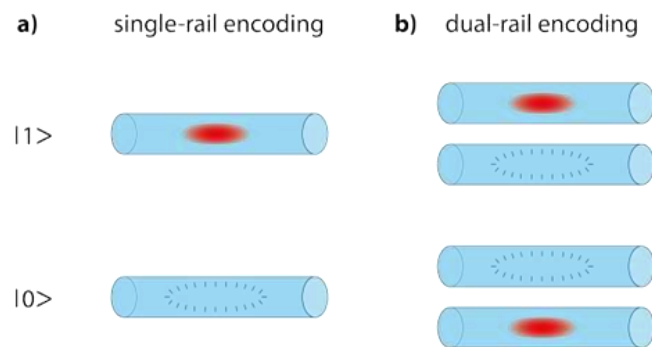 a) single-rail encoding
b) dual-rail encoding
|1>
|0>